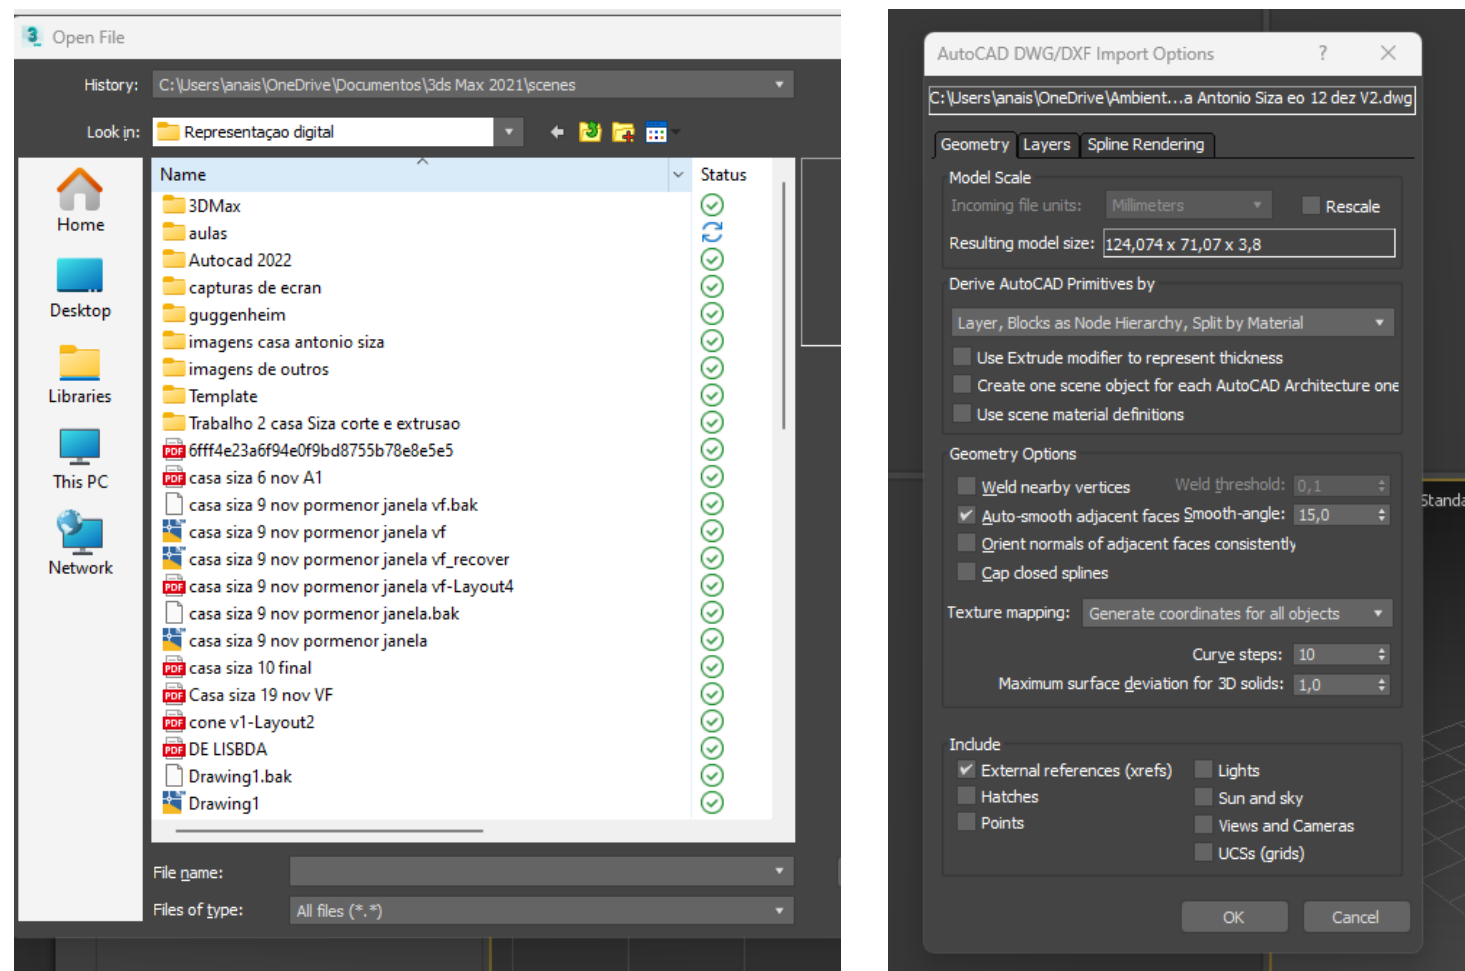 Open File
History: C:\Users\anais\OneDrive\Documentos\3ds Max 2021\scenes
Look in: Representaçao digital
Name Status
Home
Desktop
Libraries
This PC
Network
3DMax
aulas
Autocad 2022
capturas de ecran
guggenheim
imagens casa antonio siza
imagens de outros
Template
Trabalho 2 casa Siza corte e extrusao
PDF 6fff4e23a6f94e0f9bd8755b78e8e5e5
PDF casa siza 6 nov A1
casa siza 9 nov pormenor janela vf.bak
casa siza 9 nov pormenor janela vf
casa siza 9 nov pormenor janela vf_recover
PDF casa siza 9 nov pormenor janela vf-Layout4
casa siza 9 nov pormenor janela.bak
casa siza 9 nov pormenor janela
PDF casa siza 10 final
PDF Casa siza 19 nov VF
PDF cone v1-Layout2
PDF DE LISBDA
Drawing1.bak
Drawing1
File name:
Files of type: All files (*.*)
AutoCAD DWG/DXF Import Options ?
C:\Users\anais\OneDrive\Ambient...a Antonio Siza eo 12 dez V2.dwg
Geometry Layers Spline Rendering
Model Scale
Incoming file units: Millimeters Rescale
Resulting model size: 124,074 x 71,07 x 3,8
Derive AutoCAD Primitives by
Layer, Blocks as Node Hierarchy, Split by Material
Use Extrude modifier to represent thickness
Create one scene object for each AutoCAD Architecture one
Use scene material definitions
Geometry Options
Weld nearby vertices Weld threshold: 0,1
Auto-smooth adjacent faces Smooth-angle: 15,0
Orient normals of adjacent faces consistently
Cap closed splines
Texture mapping: Generate coordinates for all objects
Curve steps: 10
Maximum surface deviation for 3D solids: 1,0
Include
External references (xrefs) Lights
Hatches Sun and sky
Points Views and Cameras
UCSs (grids)
OK Cancel
Standa